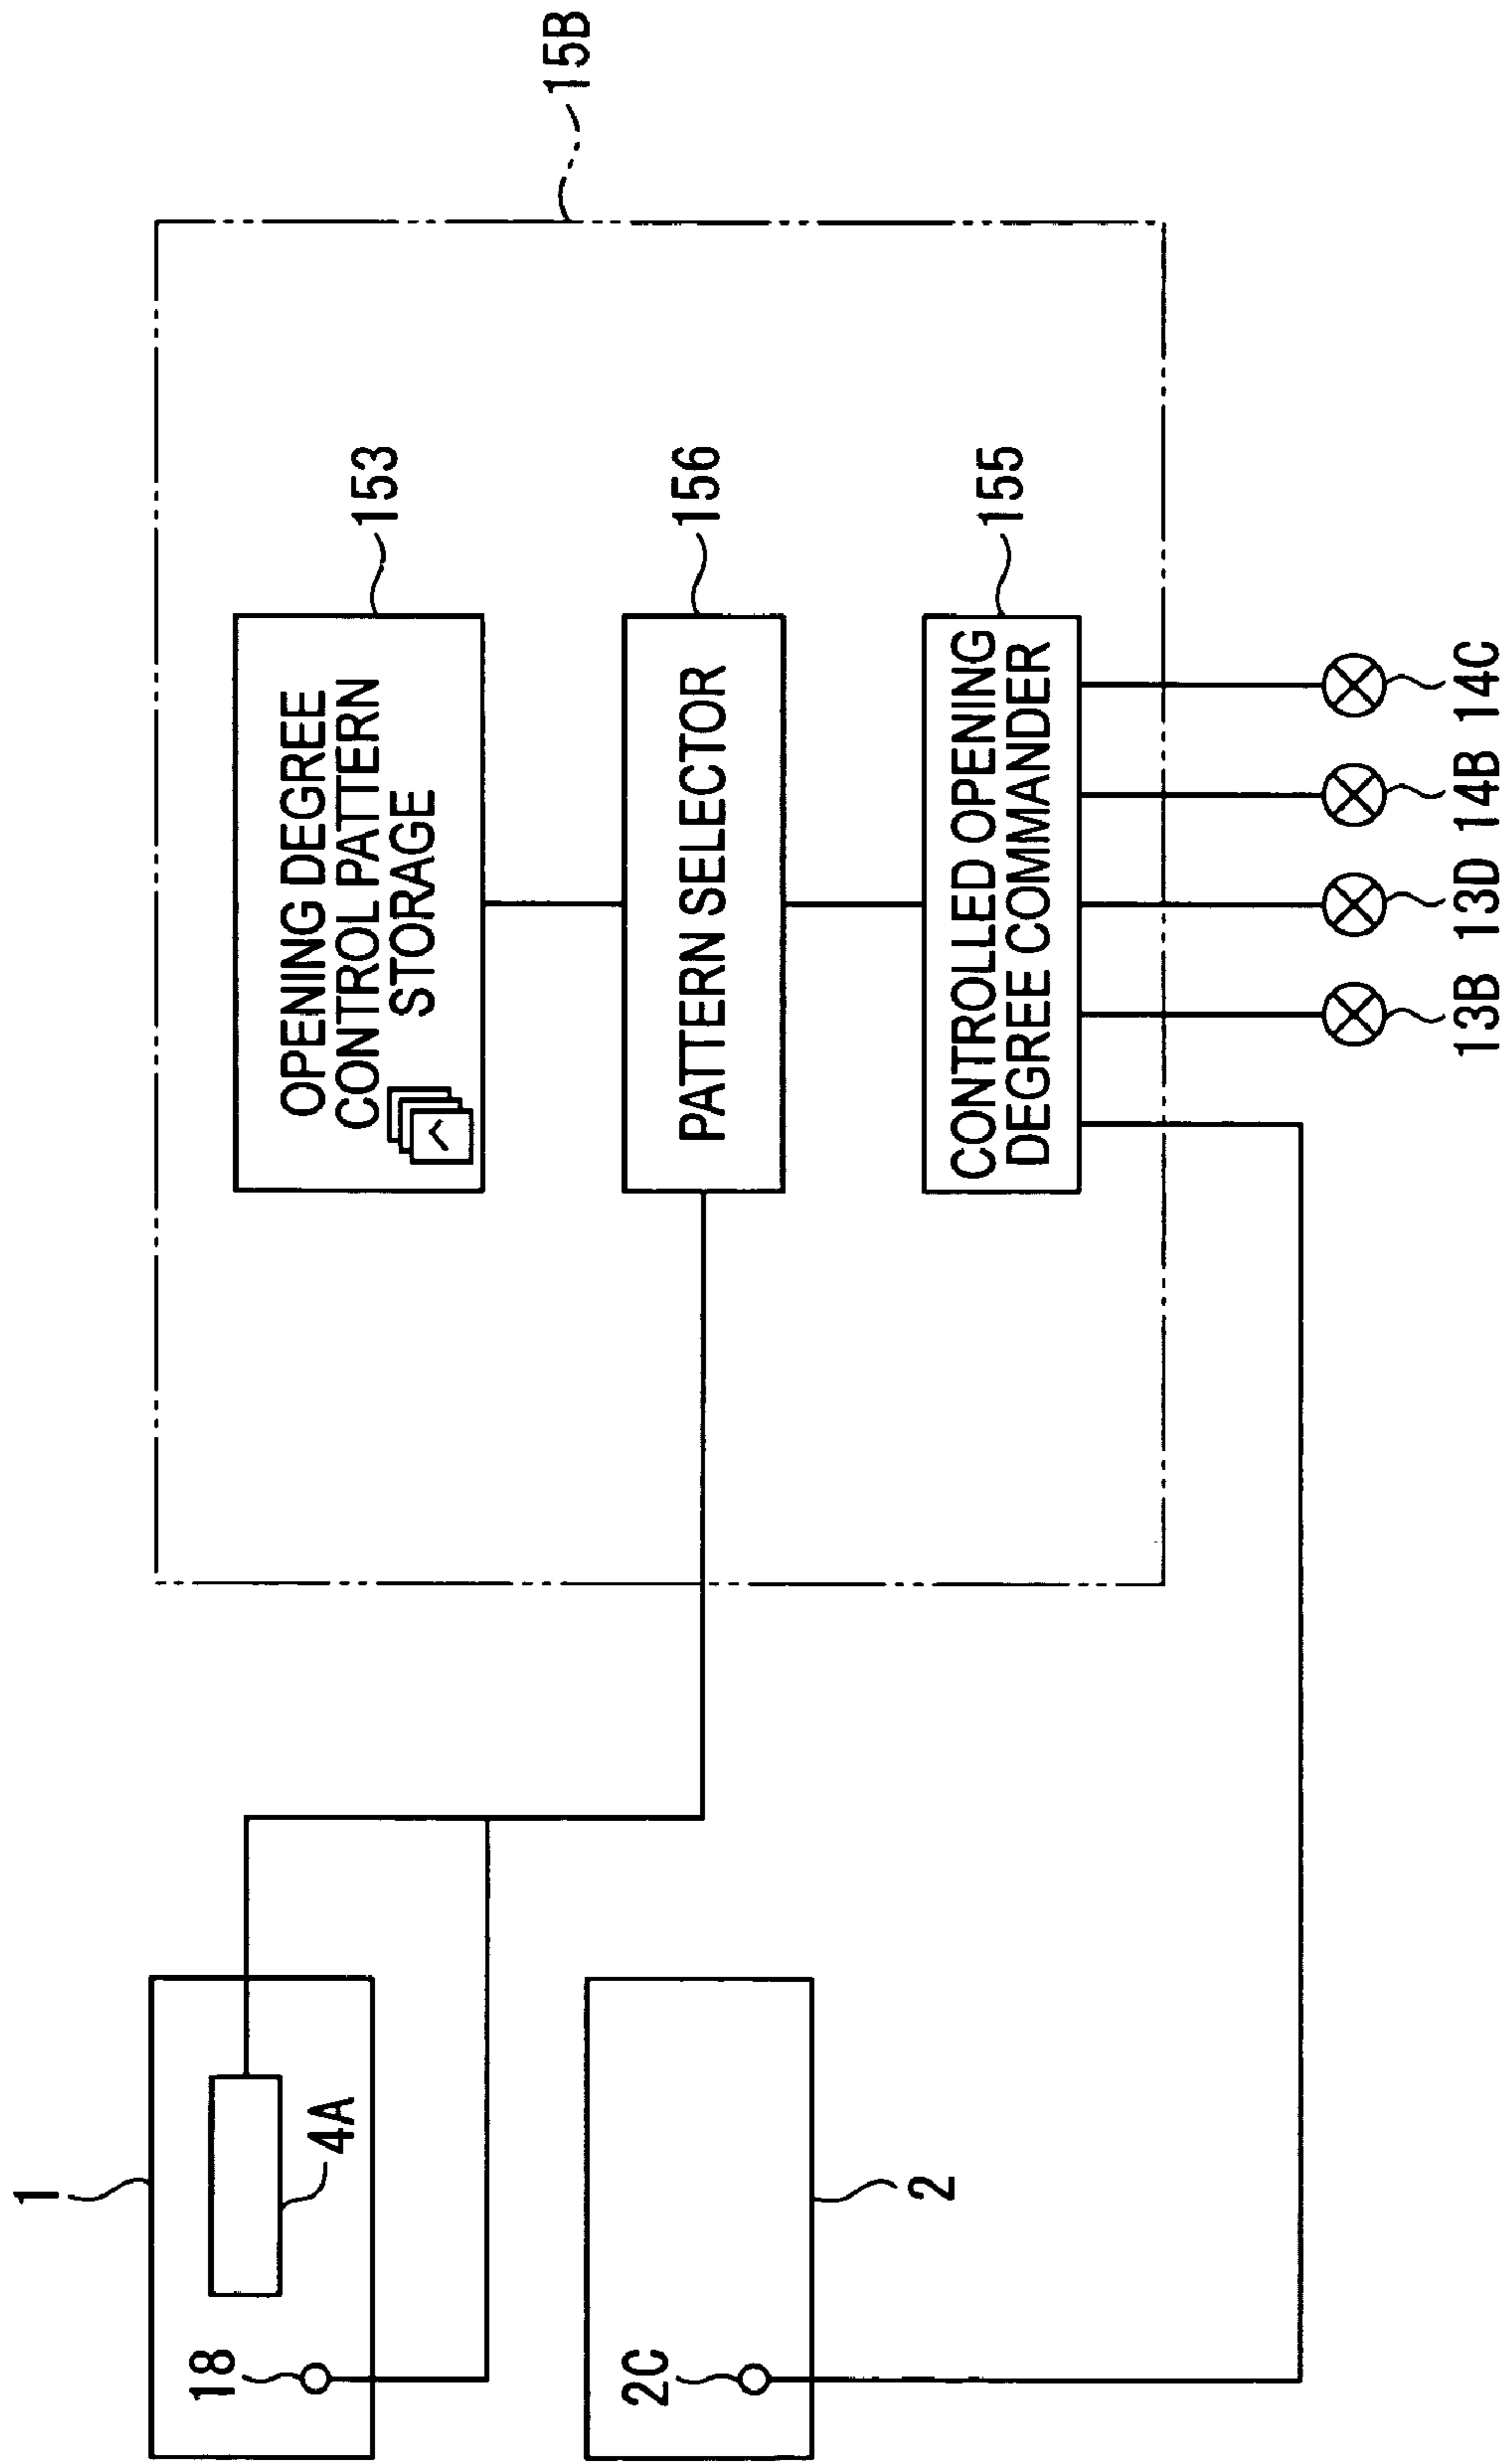 15B
153
OPENING DEGREE
CONTROL PATTERN
STORAGE
156
PATTERN SELECTOR
155
CONTROLLED OPENING
DEGREE COMMANDER
1
4A
18
2C
2
13B
13D
14B
14C